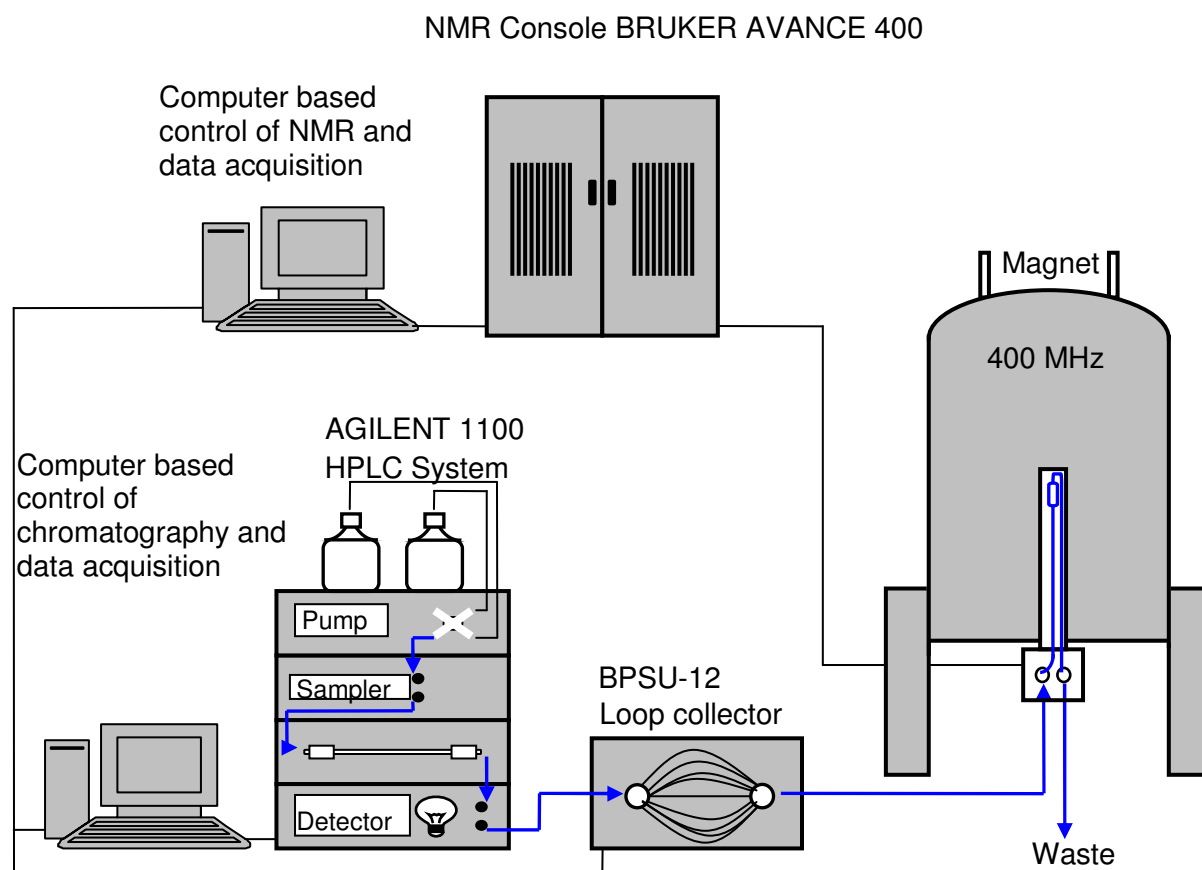 NMR Console BRUKER AVANCE 400
Computer based
control of NMR and
data acquisition
Magnet
400 MHz
AGILENT 1100
HPLC System
Computer based
control of
chromatography and
data acquisition
Pump
Sampler
BPSU-12
Loop collector
Detector
Waste